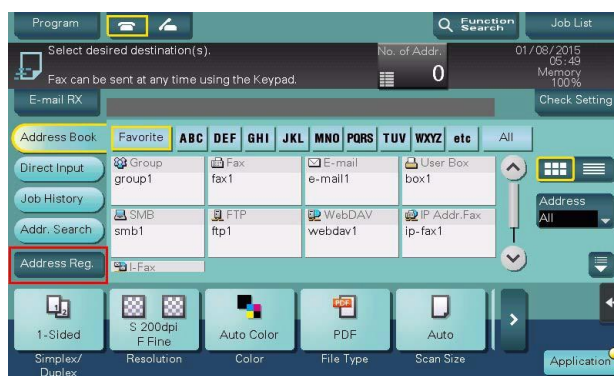 Program
Function
Search
Job List
Select desired destination(s).
Fax can be sent at any time using the Keypad.
No. of Addr.
0
01/08/2015
05:49
Memory
100%
E-mail RX
Check Setting
Address Book
Favorite ABC DEF GHI JKL MNO PQRS TUV WXYZ etc All
Direct Input
Job History
Addr. Search
Address Reg.
Group
group1
Fax
fax1
E-mail
e-mail1
User Box
box1
SMB
smb1
FTP
ftp1
WebDAV
webdav1
IP Addr.Fax
ip-fax1
I-Fax
Address
All
1-Sided
S 200dpi
F Fine
Auto Color
PDF
PDF
Auto
Simplex/
Duplex
Resolution
Color
File Type
Scan Size
Application